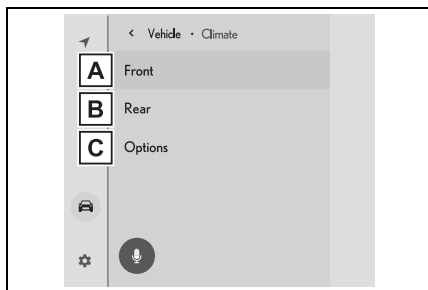 < Vehicle • Climate
A Front
B Rear
C Options